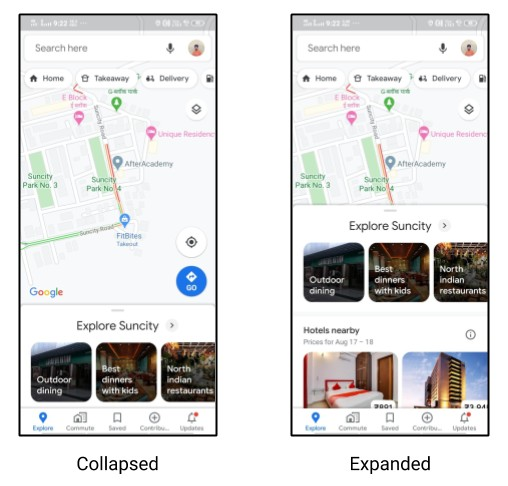 9:22
Search here
Home
Takeaway
Delivery
E Block
Suncity Road
Unique Residenc
AfterAcademy
Suncity
Park No. 3
Suncity
Park No. 4
Suncity Road
FitBites
Takeout
GO
Google
Explore Suncity
Outdoor
dining
Best
dinners
with kids
North
indian
restaurants
Explore
Commute
Saved
Contribu...
Updates
Collapsed
9:22
Search here
Home
Takeaway
Delivery
E Block
Suncity Road
Unique Residenc
AfterAcademy
Suncity
Park No. 3
Suncity
Park No. 4
Explore Suncity
Outdoor
dining
Best
dinners
with kids
North
indian
restaurants
Hotels nearby
Prices for Aug 17 – 18
₹891
Explore
Commute
Saved
Contribu...
Updates
Expanded